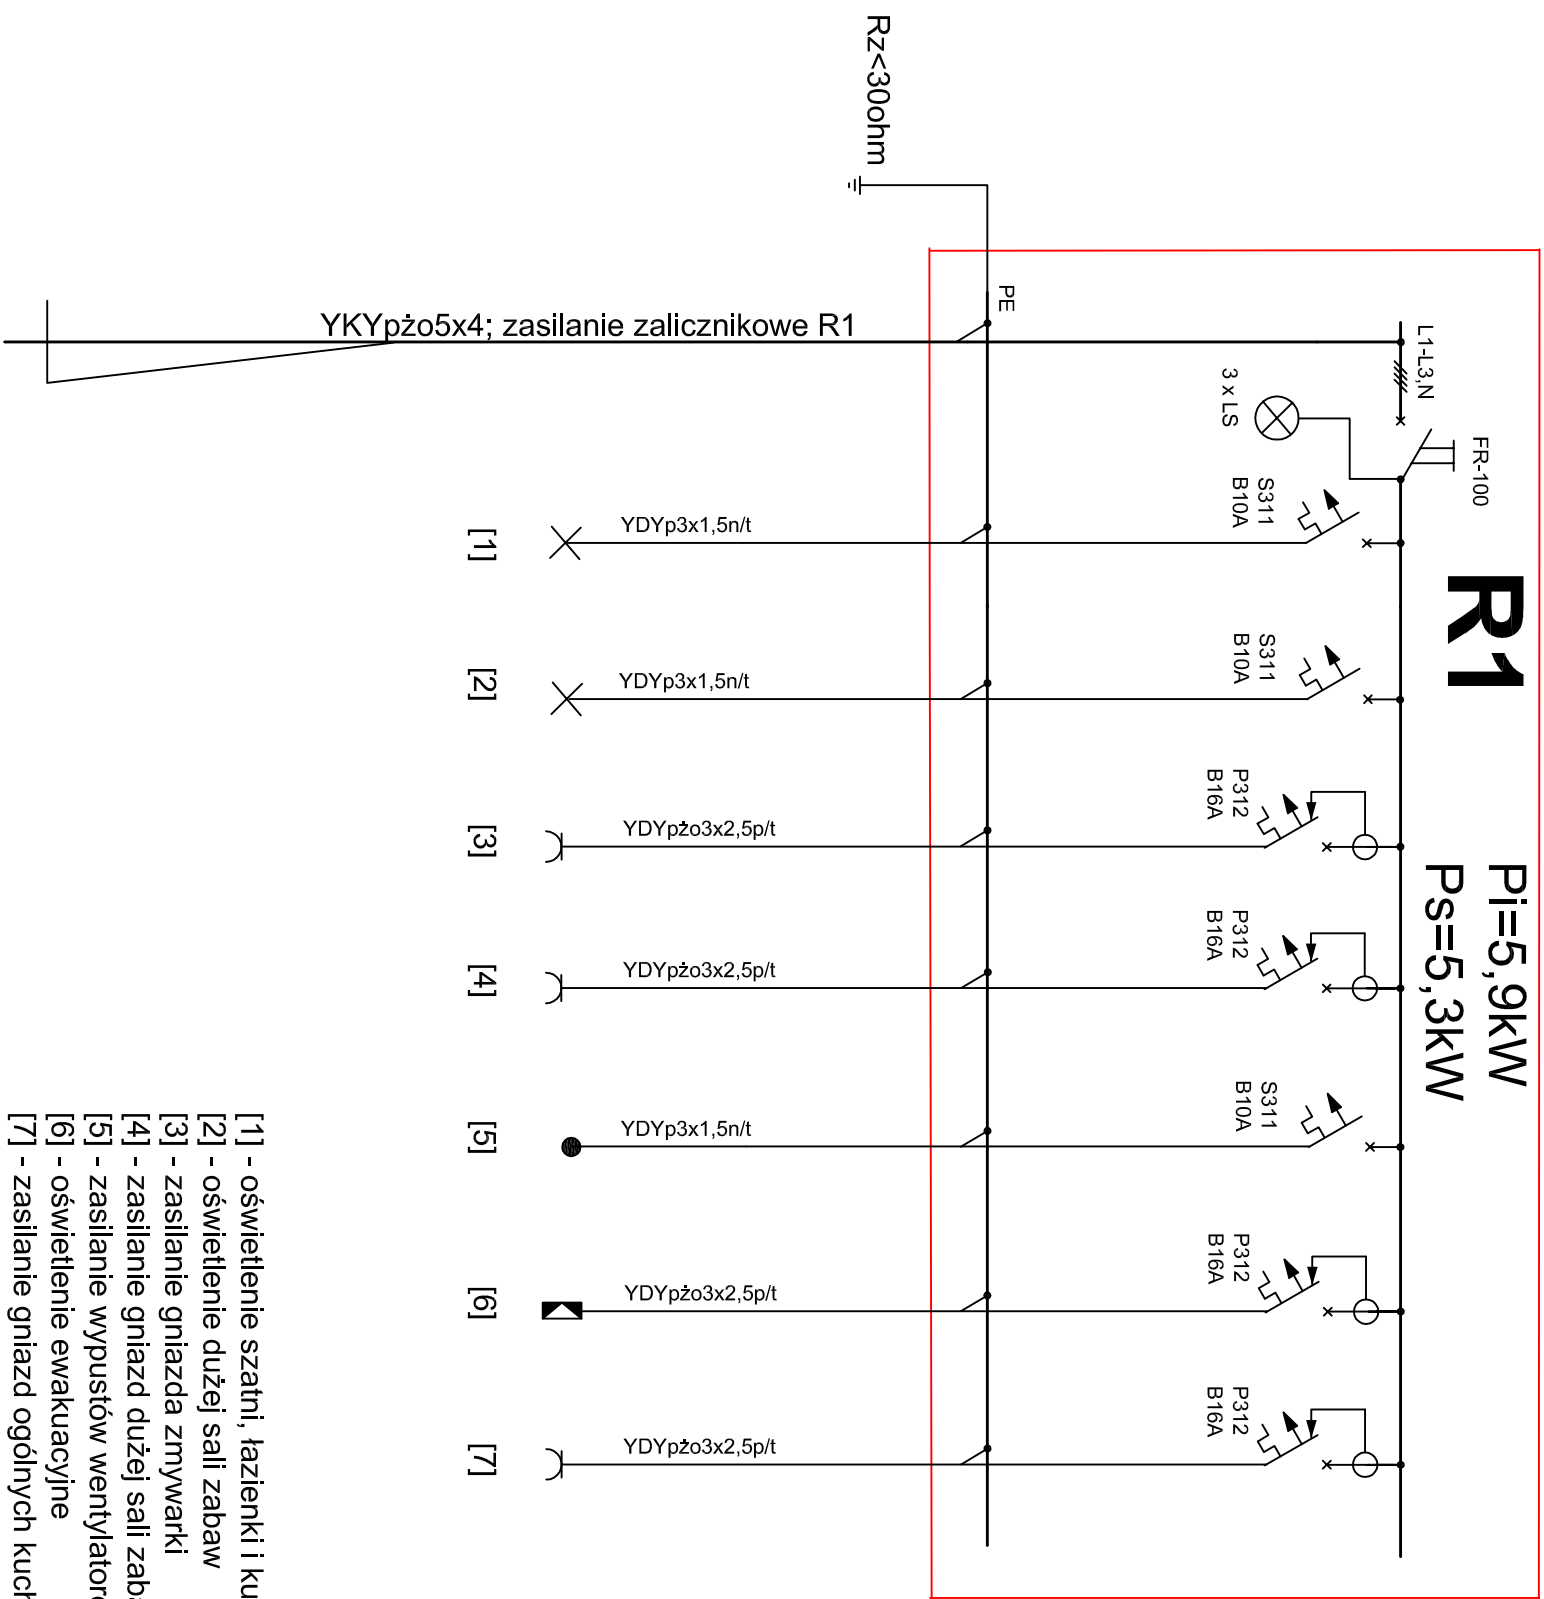 R1
Pi=5,9kW
Ps=5,3kW
FR-100
L1-L3,N
3 x LS
S311
B10A
S311
B10A
P312
B16A
P312
B16A
S311
B10A
P312
B16A
P312
B16A
PE
Rz<30ohm
YKYpżo5x4; zasilanie zalicznikowe R1
YDYp3x1,5n/t
YDYp3x1,5n/t
YDYpżo3x2,5p/t
YDYpżo3x2,5p/t
YDYp3x1,5n/t
YDYpżo3x2,5p/t
YDYpżo3x2,5p/t
[1]
[2]
[3]
[4]
[5]
[6]
[7]
[1] - oświetlenie szatni, łazienki i ku
[2] - oświetlenie dużej sali zabaw
[3] - zasilanie gniazda zmywarki
[4] - zasilanie gniazd dużej sali zaba
[5] - zasilanie wypustów wentylator
[6] - oświetlenie ewakuacyjne
[7] - zasilanie gniazd ogólnych kuch